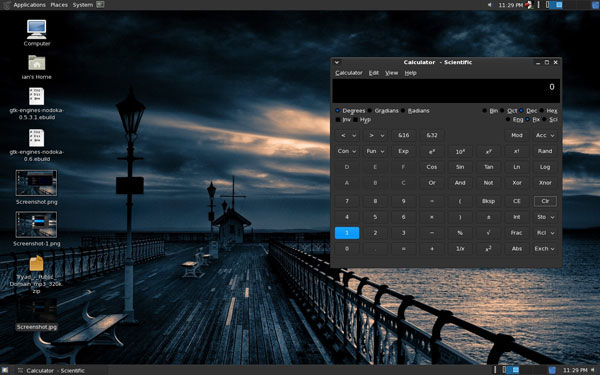 Applications Places System
11:29 PM
Computer
ian's Home
gtk-engines-nodoka-
0.5.3.1.ebuild
gtk-engines-nodoka-
0.6.ebuild
Screenshot.png
Screenshot-1.png
Domain_mp3_320k.
zip
Screenshot.jpg
Calculator - Scientific
Calculator Edit View Help
0
Degrees Gradians Radians Bin Oct Dec Hex
Inv Hyp Eng Fix Sci
< > &16 &32 Mod Acc
Con Fun Exp eˣ 10ˣ xʸ x! Rand
D E F Cos Sin Tan Ln Log
A B C Or And Not Xor Xnor
7 8 9 ÷ ( Bksp CE Clr
4 5 6 × ) ± Int Sto
1 2 3 − % √ Frac Rcl
0 . = + 1/x x² Abs Exch
Calculator - Scientific
11:29 PM